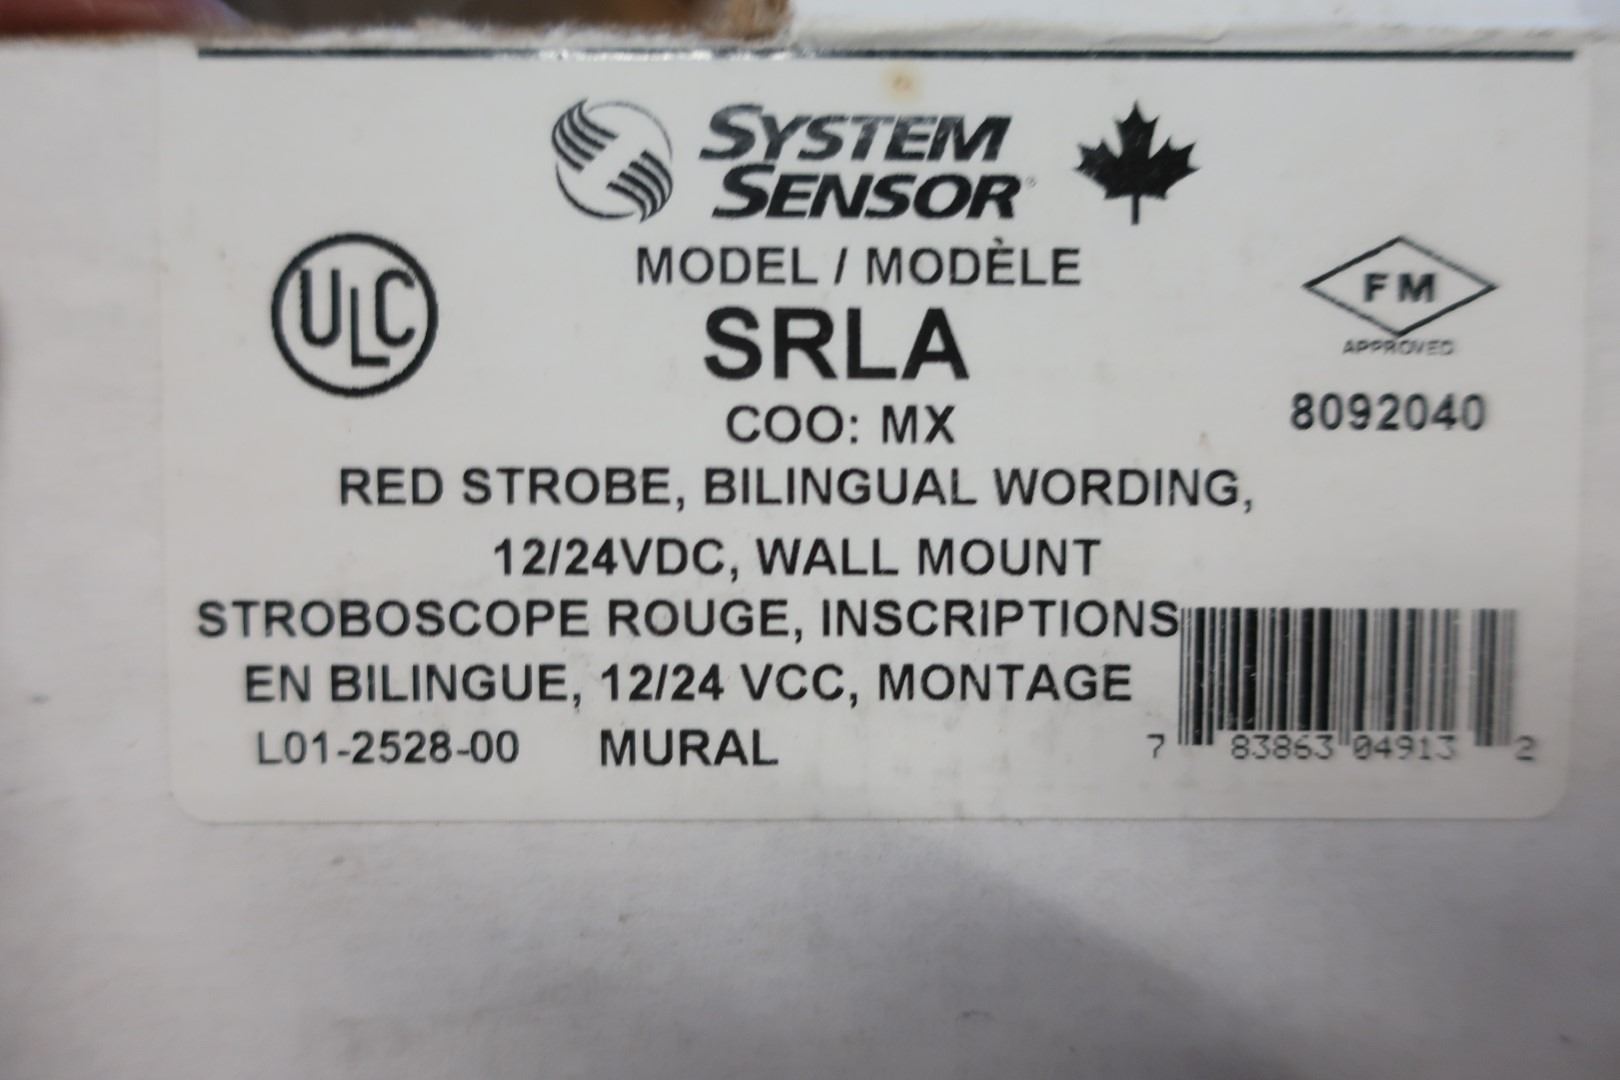 SYSTEM
SENSOR
ULC
MODEL / MODÈLE
FM
APPROVED
SRLA
COO: MX
8092040
RED STROBE, BILINGUAL WORDING,
12/24VDC, WALL MOUNT
STROBOSCOPE ROUGE, INSCRIPTIONS
EN BILINGUE, 12/24 VCC, MONTAGE
L01-2528-00 MURAL
7 83863 04913 2